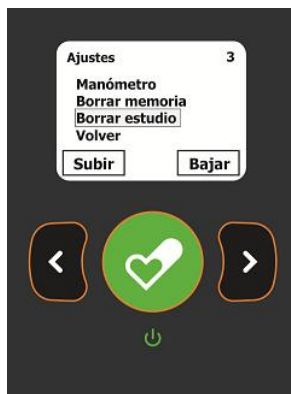 Ajustes 3
Manómetro
Borrar memoria
Borrar estudio
Volver
Subir Bajar